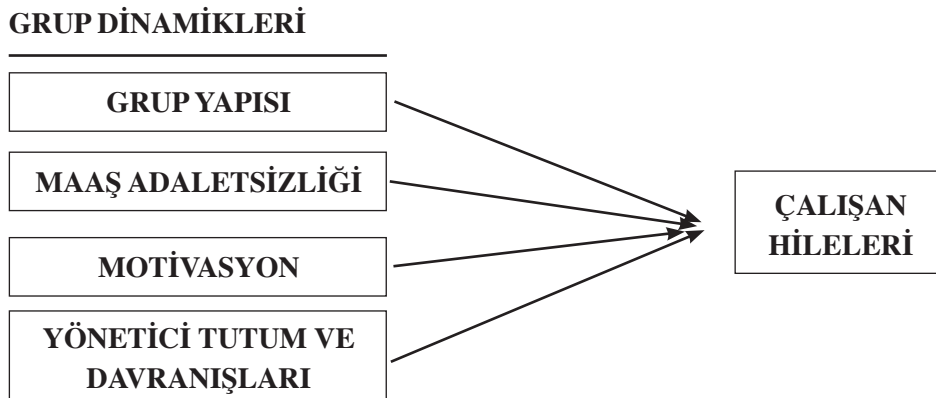 GRUP DİNAMİKLERİ
GRUP YAPISI
MAAŞ ADALETSİZLİĞİ
MOTİVASYON
YÖNETİCİ TUTUM VE
DAVRANIŞLARI
ÇALIŞAN
HİLELERİ